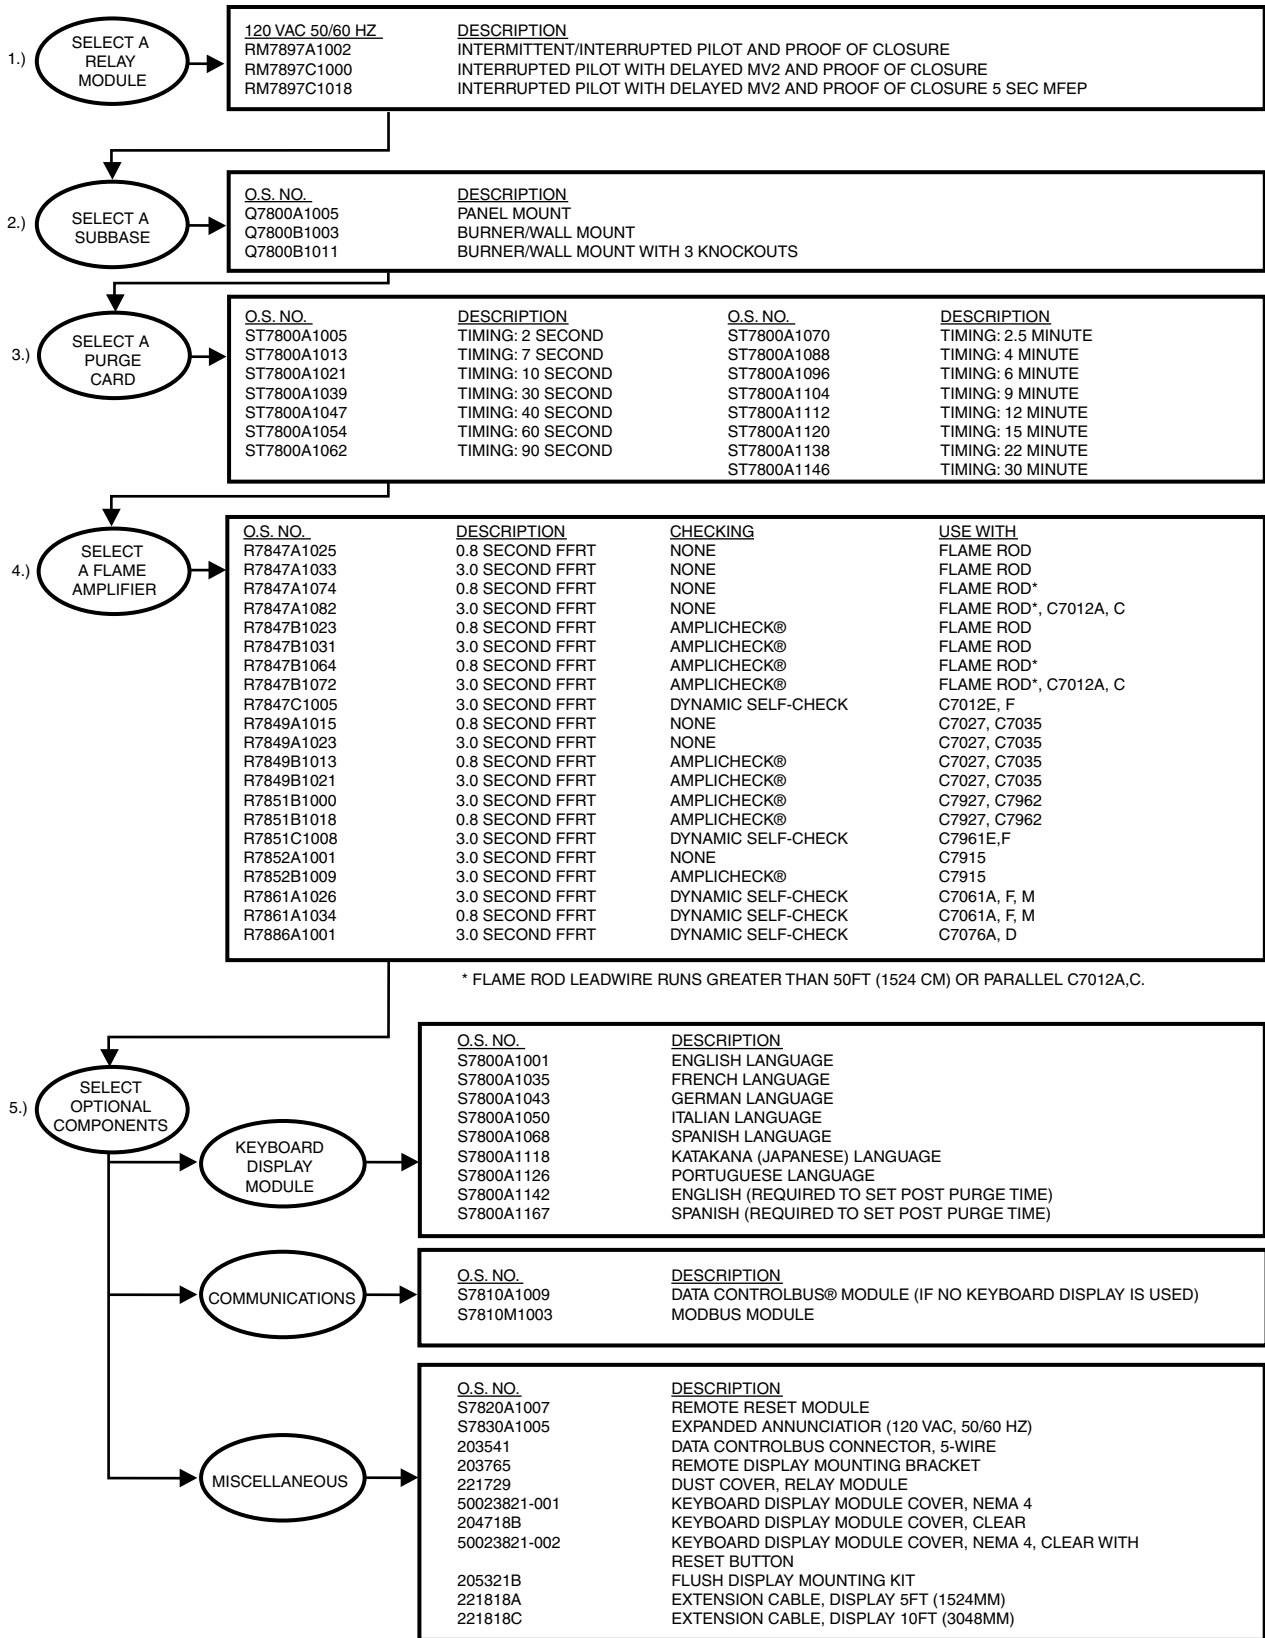 1.)
SELECT A
RELAY
MODULE
120 VAC 50/60 HZ DESCRIPTION
RM7897A1002 INTERMITTENT/INTERRUPTED PILOT AND PROOF OF CLOSURE
RM7897C1000 INTERRUPTED PILOT WITH DELAYED MV2 AND PROOF OF CLOSURE
RM7897C1018 INTERRUPTED PILOT WITH DELAYED MV2 AND PROOF OF CLOSURE 5 SEC MFEP
2.)
SELECT A
SUBBASE
O.S. NO. DESCRIPTION
Q7800A1005 PANEL MOUNT
Q7800B1003 BURNER/WALL MOUNT
Q7800B1011 BURNER/WALL MOUNT WITH 3 KNOCKOUTS
3.)
SELECT A
PURGE
CARD
O.S. NO. DESCRIPTION O.S. NO. DESCRIPTION
ST7800A1005 TIMING: 2 SECOND ST7800A1070 TIMING: 2.5 MINUTE
ST7800A1013 TIMING: 7 SECOND ST7800A1088 TIMING: 4 MINUTE
ST7800A1021 TIMING: 10 SECOND ST7800A1096 TIMING: 6 MINUTE
ST7800A1039 TIMING: 30 SECOND ST7800A1104 TIMING: 9 MINUTE
ST7800A1047 TIMING: 40 SECOND ST7800A1112 TIMING: 12 MINUTE
ST7800A1054 TIMING: 60 SECOND ST7800A1120 TIMING: 15 MINUTE
ST7800A1062 TIMING: 90 SECOND ST7800A1138 TIMING: 22 MINUTE
ST7800A1146 TIMING: 30 MINUTE
4.)
SELECT
A FLAME
AMPLIFIER
O.S. NO. DESCRIPTION CHECKING USE WITH
R7847A1025 0.8 SECOND FFRT NONE FLAME ROD
R7847A1033 3.0 SECOND FFRT NONE FLAME ROD
R7847A1074 0.8 SECOND FFRT NONE FLAME ROD*
R7847A1082 3.0 SECOND FFRT NONE FLAME ROD*, C7012A, C
R7847B1023 0.8 SECOND FFRT AMPLICHECK® FLAME ROD
R7847B1031 3.0 SECOND FFRT AMPLICHECK® FLAME ROD
R7847B1064 0.8 SECOND FFRT AMPLICHECK® FLAME ROD*
R7847B1072 3.0 SECOND FFRT AMPLICHECK® FLAME ROD*, C7012A, C
R7847C1005 3.0 SECOND FFRT DYNAMIC SELF-CHECK C7012E, F
R7849A1015 0.8 SECOND FFRT NONE C7027, C7035
R7849A1023 3.0 SECOND FFRT NONE C7027, C7035
R7849B1013 0.8 SECOND FFRT AMPLICHECK® C7027, C7035
R7849B1021 3.0 SECOND FFRT AMPLICHECK® C7027, C7035
R7851B1000 3.0 SECOND FFRT AMPLICHECK® C7927, C7962
R7851B1018 0.8 SECOND FFRT AMPLICHECK® C7927, C7962
R7851C1008 3.0 SECOND FFRT DYNAMIC SELF-CHECK C7961E,F
R7852A1001 3.0 SECOND FFRT NONE C7915
R7852B1009 3.0 SECOND FFRT AMPLICHECK® C7915
R7861A1026 3.0 SECOND FFRT DYNAMIC SELF-CHECK C7061A, F, M
R7861A1034 0.8 SECOND FFRT DYNAMIC SELF-CHECK C7061A, F, M
R7886A1001 3.0 SECOND FFRT DYNAMIC SELF-CHECK C7076A, D
* FLAME ROD LEADWIRE RUNS GREATER THAN 50FT (1524 CM) OR PARALLEL C7012A,C.
5.)
SELECT
OPTIONAL
COMPONENTS
KEYBOARD
DISPLAY
MODULE
O.S. NO. DESCRIPTION
S7800A1001 ENGLISH LANGUAGE
S7800A1035 FRENCH LANGUAGE
S7800A1043 GERMAN LANGUAGE
S7800A1050 ITALIAN LANGUAGE
S7800A1068 SPANISH LANGUAGE
S7800A1118 KATAKANA (JAPANESE) LANGUAGE
S7800A1126 PORTUGUESE LANGUAGE
S7800A1142 ENGLISH (REQUIRED TO SET POST PURGE TIME)
S7800A1167 SPANISH (REQUIRED TO SET POST PURGE TIME)
COMMUNICATIONS
O.S. NO. DESCRIPTION
S7810A1009 DATA CONTROLBUS® MODULE (IF NO KEYBOARD DISPLAY IS USED)
S7810M1003 MODBUS MODULE
MISCELLANEOUS
O.S. NO. DESCRIPTION
S7820A1007 REMOTE RESET MODULE
S7830A1005 EXPANDED ANNUNCIATIOR (120 VAC, 50/60 HZ)
203541 DATA CONTROLBUS CONNECTOR, 5-WIRE
203765 REMOTE DISPLAY MOUNTING BRACKET
221729 DUST COVER, RELAY MODULE
50023821-001 KEYBOARD DISPLAY MODULE COVER, NEMA 4
204718B KEYBOARD DISPLAY MODULE COVER, CLEAR
50023821-002 KEYBOARD DISPLAY MODULE COVER, NEMA 4, CLEAR WITH
RESET BUTTON
205321B FLUSH DISPLAY MOUNTING KIT
221818A EXTENSION CABLE, DISPLAY 5FT (1524MM)
221818C EXTENSION CABLE, DISPLAY 10FT (3048MM)